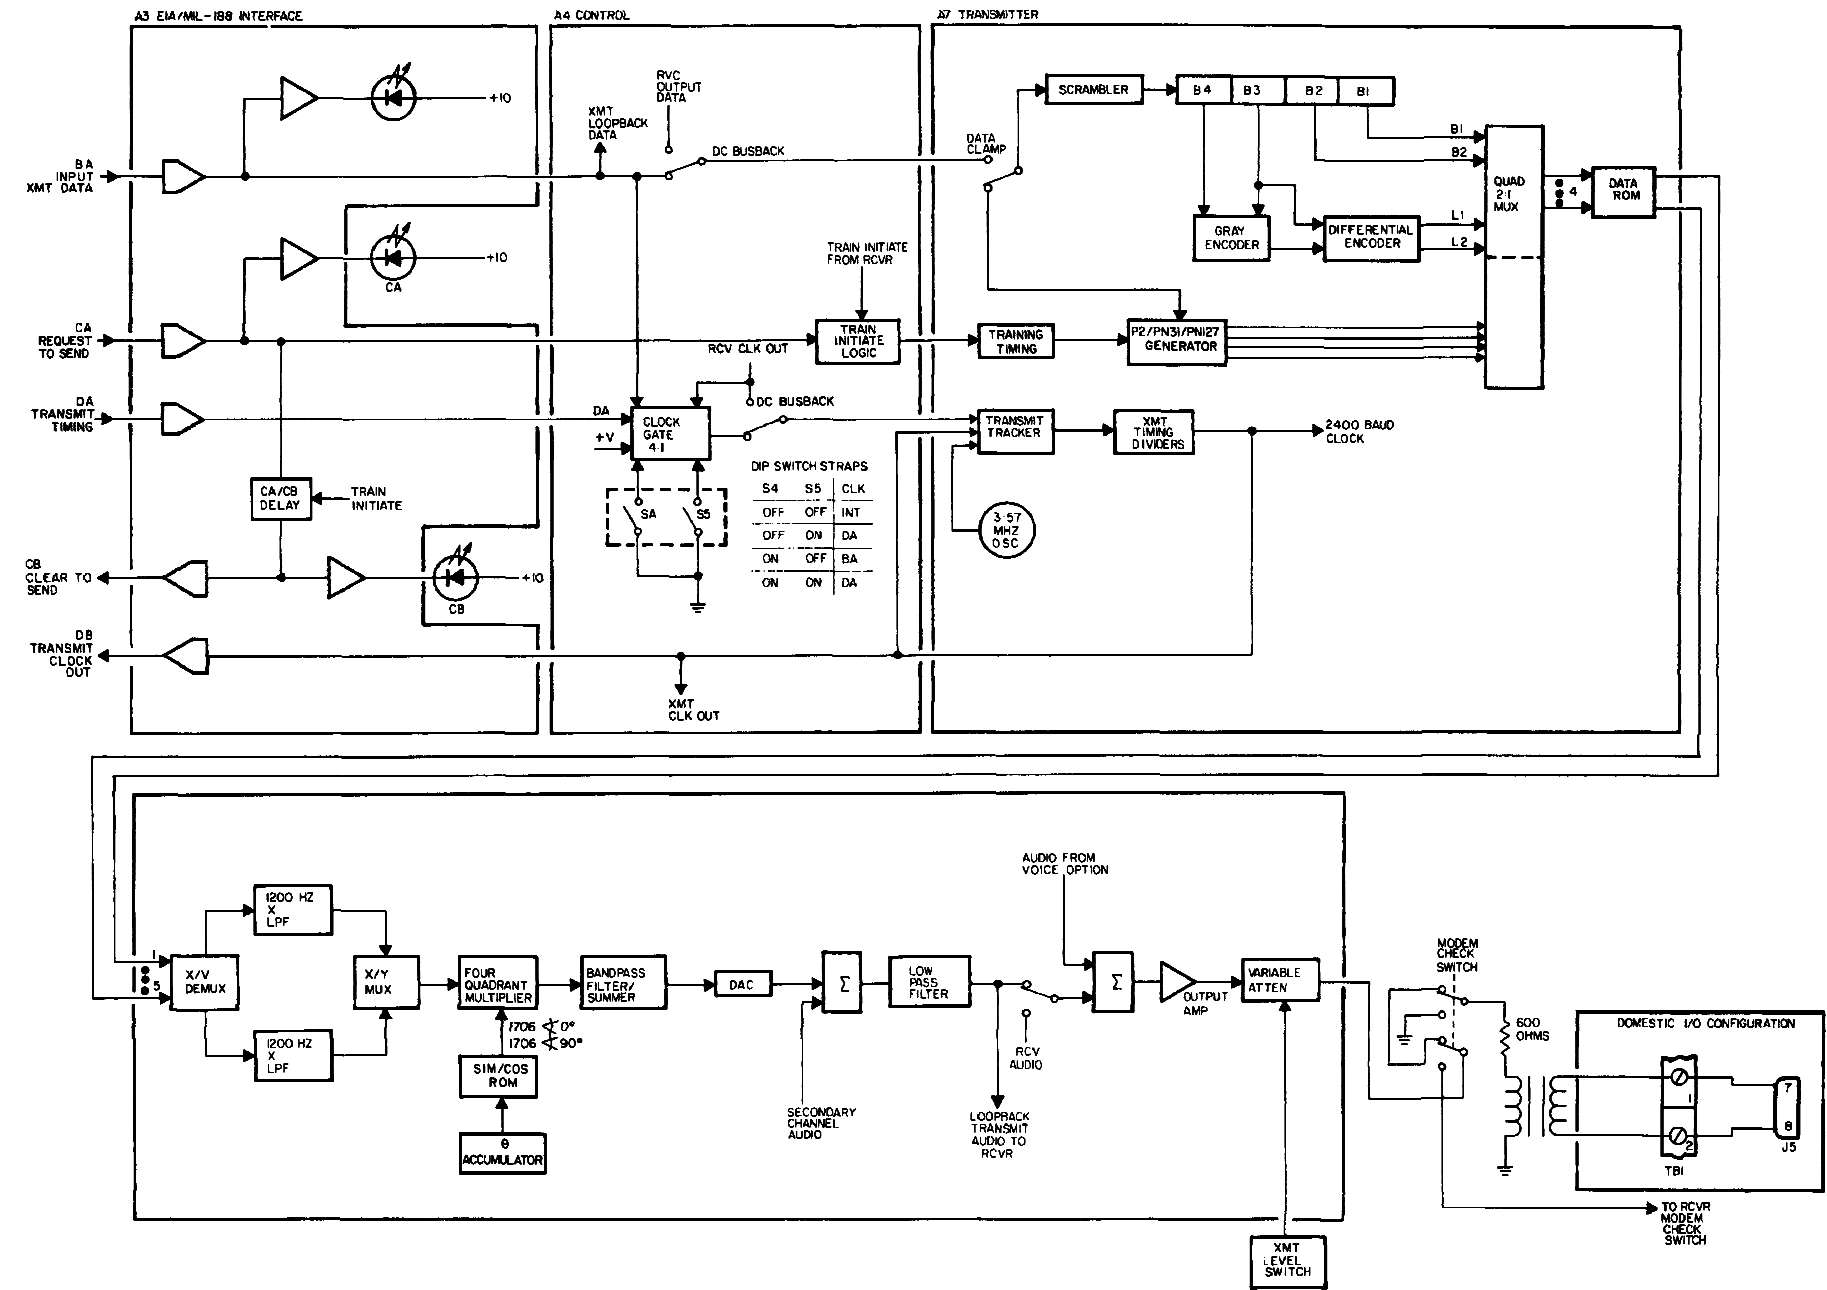 A3 EIA/MIL-188 INTERFACE
A4 CONTROL
A7 TRANSMITTER
+10
BA
INPUT
XMT DATA
XMT
LOOPBACK
DATA
RVC
OUTPUT
DATA
DC BUSBACK
DATA
CLAMP
SCRAMBLER
B4
B3
B2
B1
B1
B2
QUAD
2:1
MUX
4
DATA
ROM
GRAY
ENCODER
DIFFERENTIAL
ENCODER
L1
L2
+10
CA
CA
REQUEST
TO SEND
TRAIN INITIATE
FROM RCVR
TRAIN
INITIATE
LOGIC
TRAINING
TIMING
P2/PN31/PN127
GENERATOR
RCV CLK OUT
DC BUSBACK
DA
TRANSMIT
TIMING
DA
+V
CLOCK
GATE
4:1
TRANSMIT
TRACKER
XMT
TIMING
DIVIDERS
2400 BAUD
CLOCK
DIP SWITCH STRAPS
S4 S5 CLK
OFF OFF INT
OFF ON DA
ON OFF BA
ON ON DA
SA
S5
3.57
MHZ
OSC
CA/CB
DELAY
TRAIN
INITIATE
CB
CLEAR TO
SEND
+10
CB
DB
TRANSMIT
CLOCK
OUT
XMT
CLK OUT
1
5
X/V
DEMUX
1200 HZ
X
LPF
1200 HZ
X
LPF
X/Y
MUX
FOUR
QUADRANT
MULTIPLIER
1706 ∢ 0°
1706 ∢ 90°
SIM/COS
ROM
θ
ACCUMULATOR
BANDPASS
FILTER/
SUMMER
DAC
Σ
SECONDARY
CHANNEL
AUDIO
LOW
PASS
FILTER
RCV
AUDIO
LOOPBACK
TRANSMIT
AUDIO TO
RCVR
AUDIO FROM
VOICE OPTION
Σ
OUTPUT
AMP
VARIABLE
ATTEN
XMT
LEVEL
SWITCH
MODEM
CHECK
SWITCH
600
OHMS
DOMESTIC I/O CONFIGURATION
1
2
TB1
7
8
J5
TO RCVR
MODEM
CHECK
SWITCH